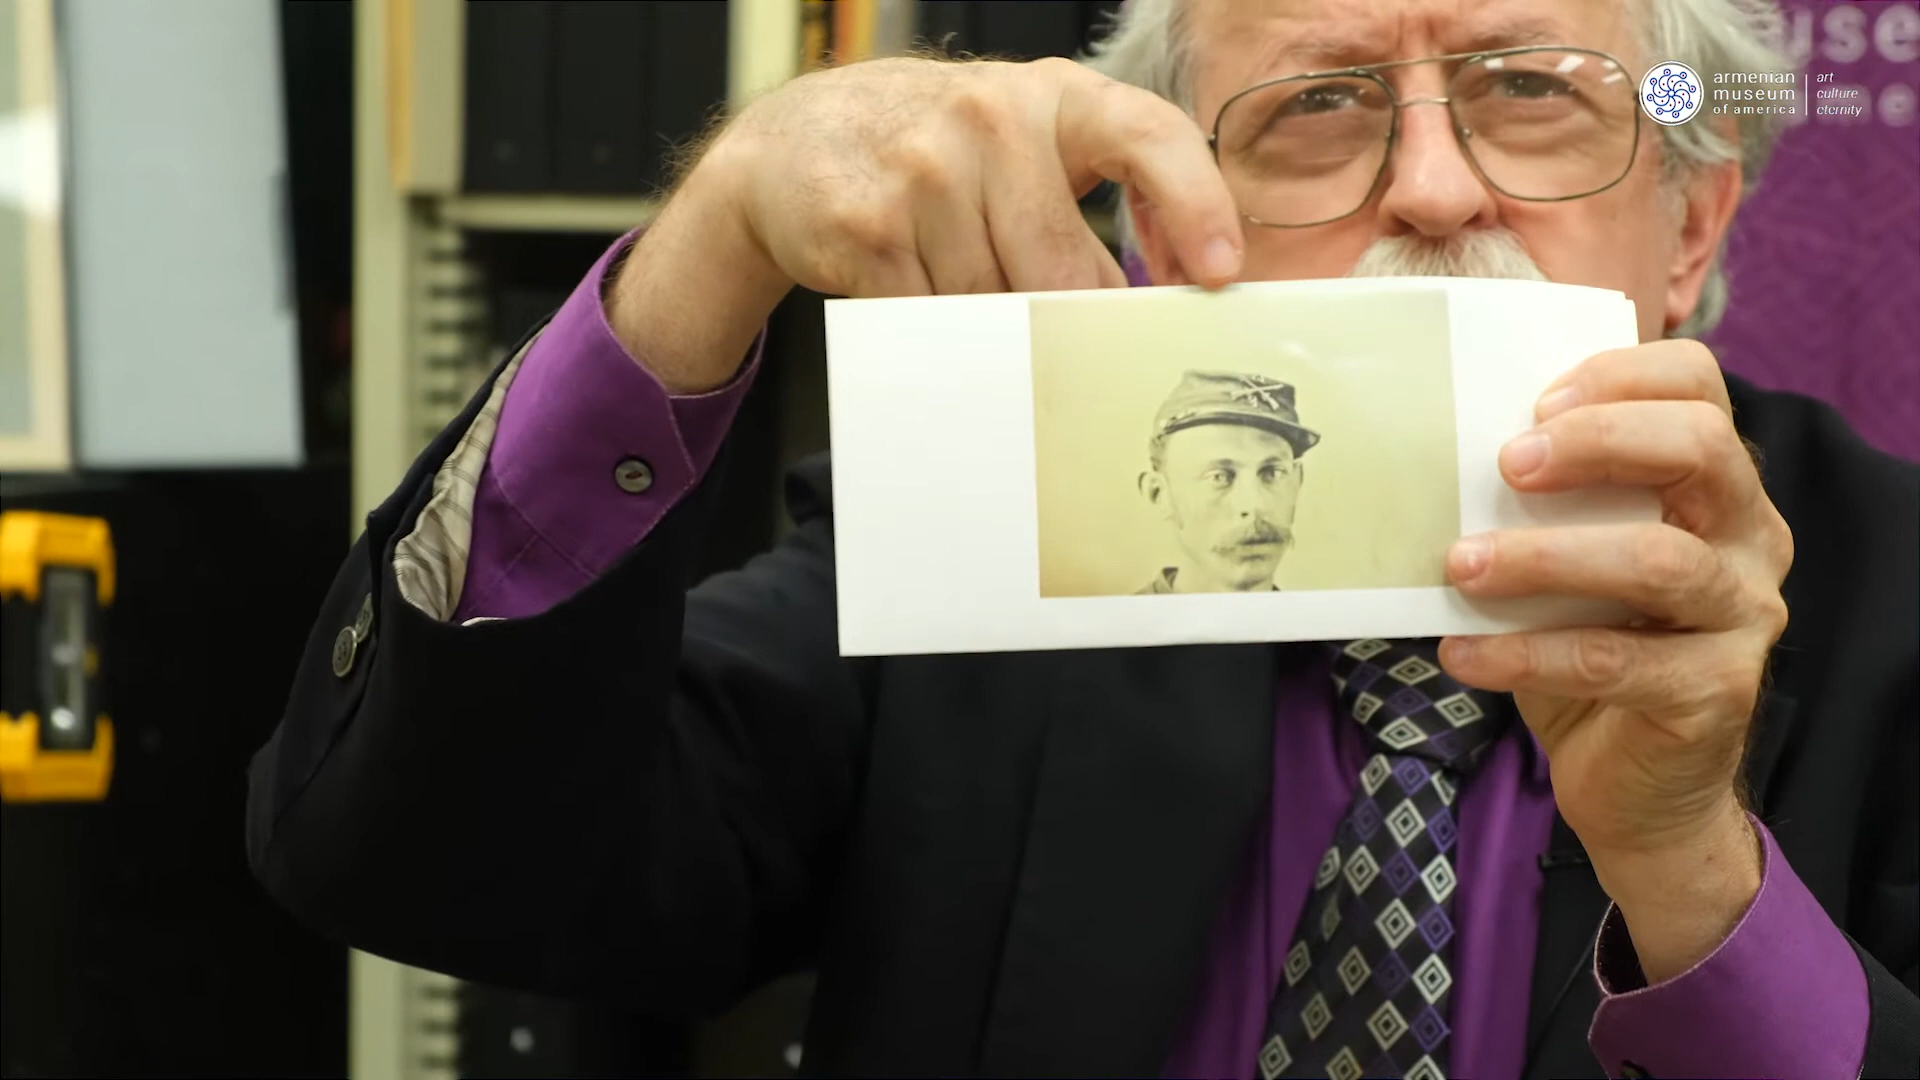 armenian
museum
of america
art
culture
eternity